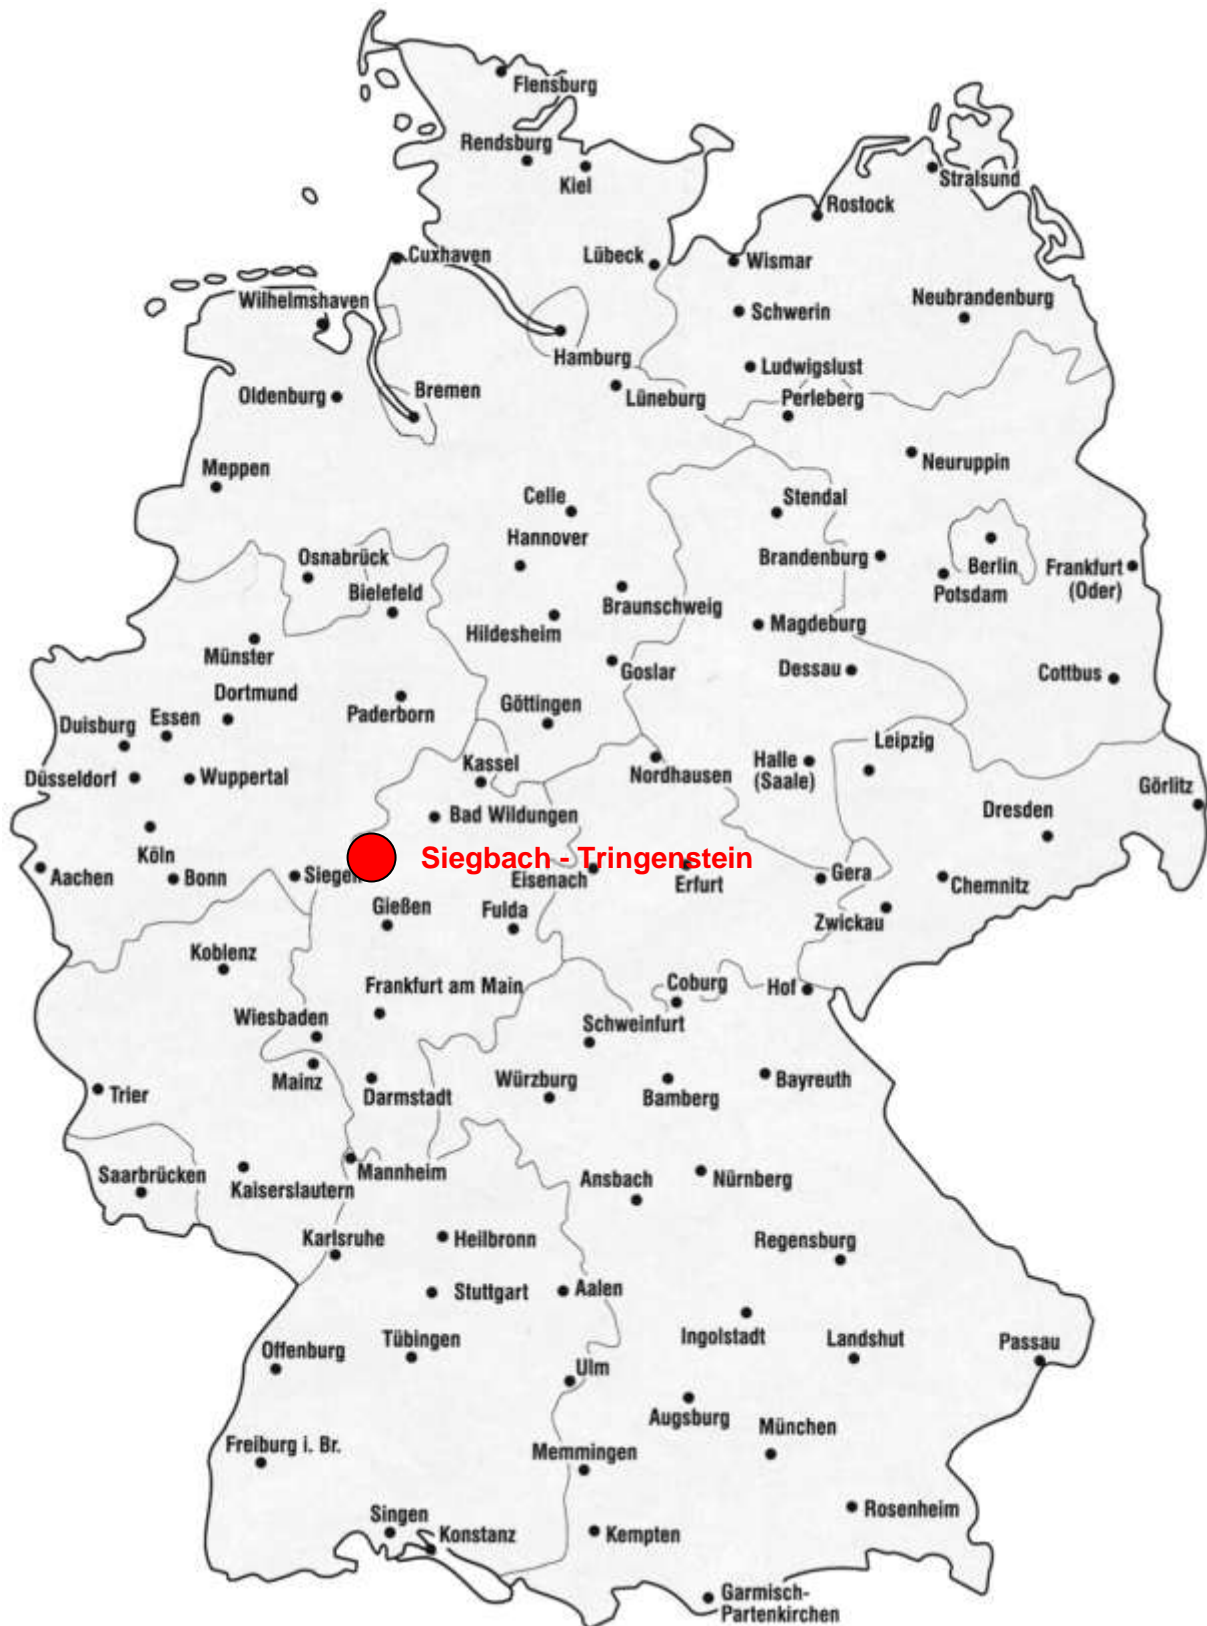 Flensburg
Rendsburg
Kiel
Stralsund
Rostock
Cuxhaven
Lübeck
Wismar
Wilhelmshaven
Neubrandenburg
Schwerin
Hamburg
Ludwigslust
Oldenburg
Bremen
Lüneburg
Perleberg
Meppen
Neuruppin
Celle
Stendal
Hannover
Osnabrück
Brandenburg
Berlin
Frankfurt
(Oder)
Bielefeld
Potsdam
Braunschweig
Hildesheim
Magdeburg
Münster
Goslar
Dessau
Cottbus
Dortmund
Paderborn
Göttingen
Duisburg
Essen
Leipzig
Kassel
Nordhausen
Halle
(Saale)
Düsseldorf
Wuppertal
Görlitz
Bad Wildungen
Dresden
Köln
Siegbach - Tringenstein
Aachen
Bonn
Siegen
Eisenach
Erfurt
Gera
Chemnitz
Gießen
Fulda
Zwickau
Koblenz
Frankfurt am Main
Coburg
Hof
Wiesbaden
Schweinfurt
Mainz
Würzburg
Bayreuth
Trier
Darmstadt
Bamberg
Saarbrücken
Mannheim
Ansbach
Nürnberg
Kaiserslautern
Karlsruhe
Heilbronn
Regensburg
Stuttgart
Aalen
Offenburg
Tübingen
Ingolstadt
Landshut
Passau
Ulm
Augsburg
München
Freiburg i. Br.
Memmingen
Singen
Konstanz
Kempten
Rosenheim
Garmisch-
Partenkirchen